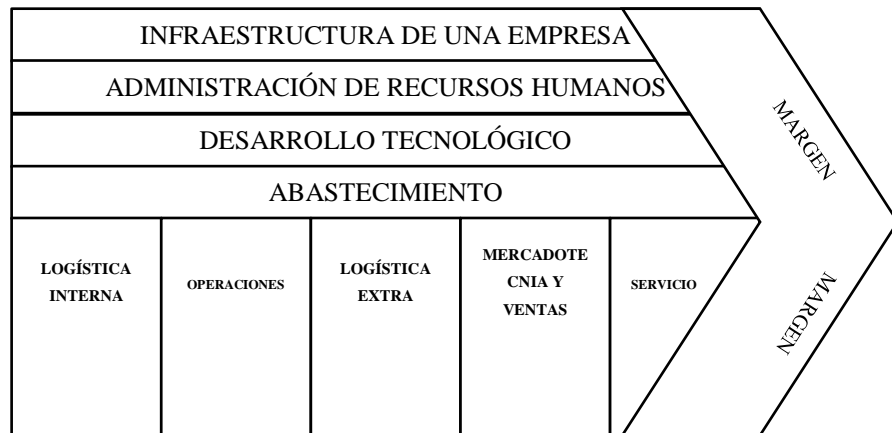 INFRAESTRUCTURA DE UNA EMPRESA
ADMINISTRACIÓN DE RECURSOS HUMANOS
DESARROLLO TECNOLÓGICO
ABASTECIMIENTO
LOGÍSTICA
INTERNA
OPERACIONES
LOGÍSTICA
EXTRA
MERCADOTE
CNIA Y
VENTAS
SERVICIO
MARGEN
MARGEN